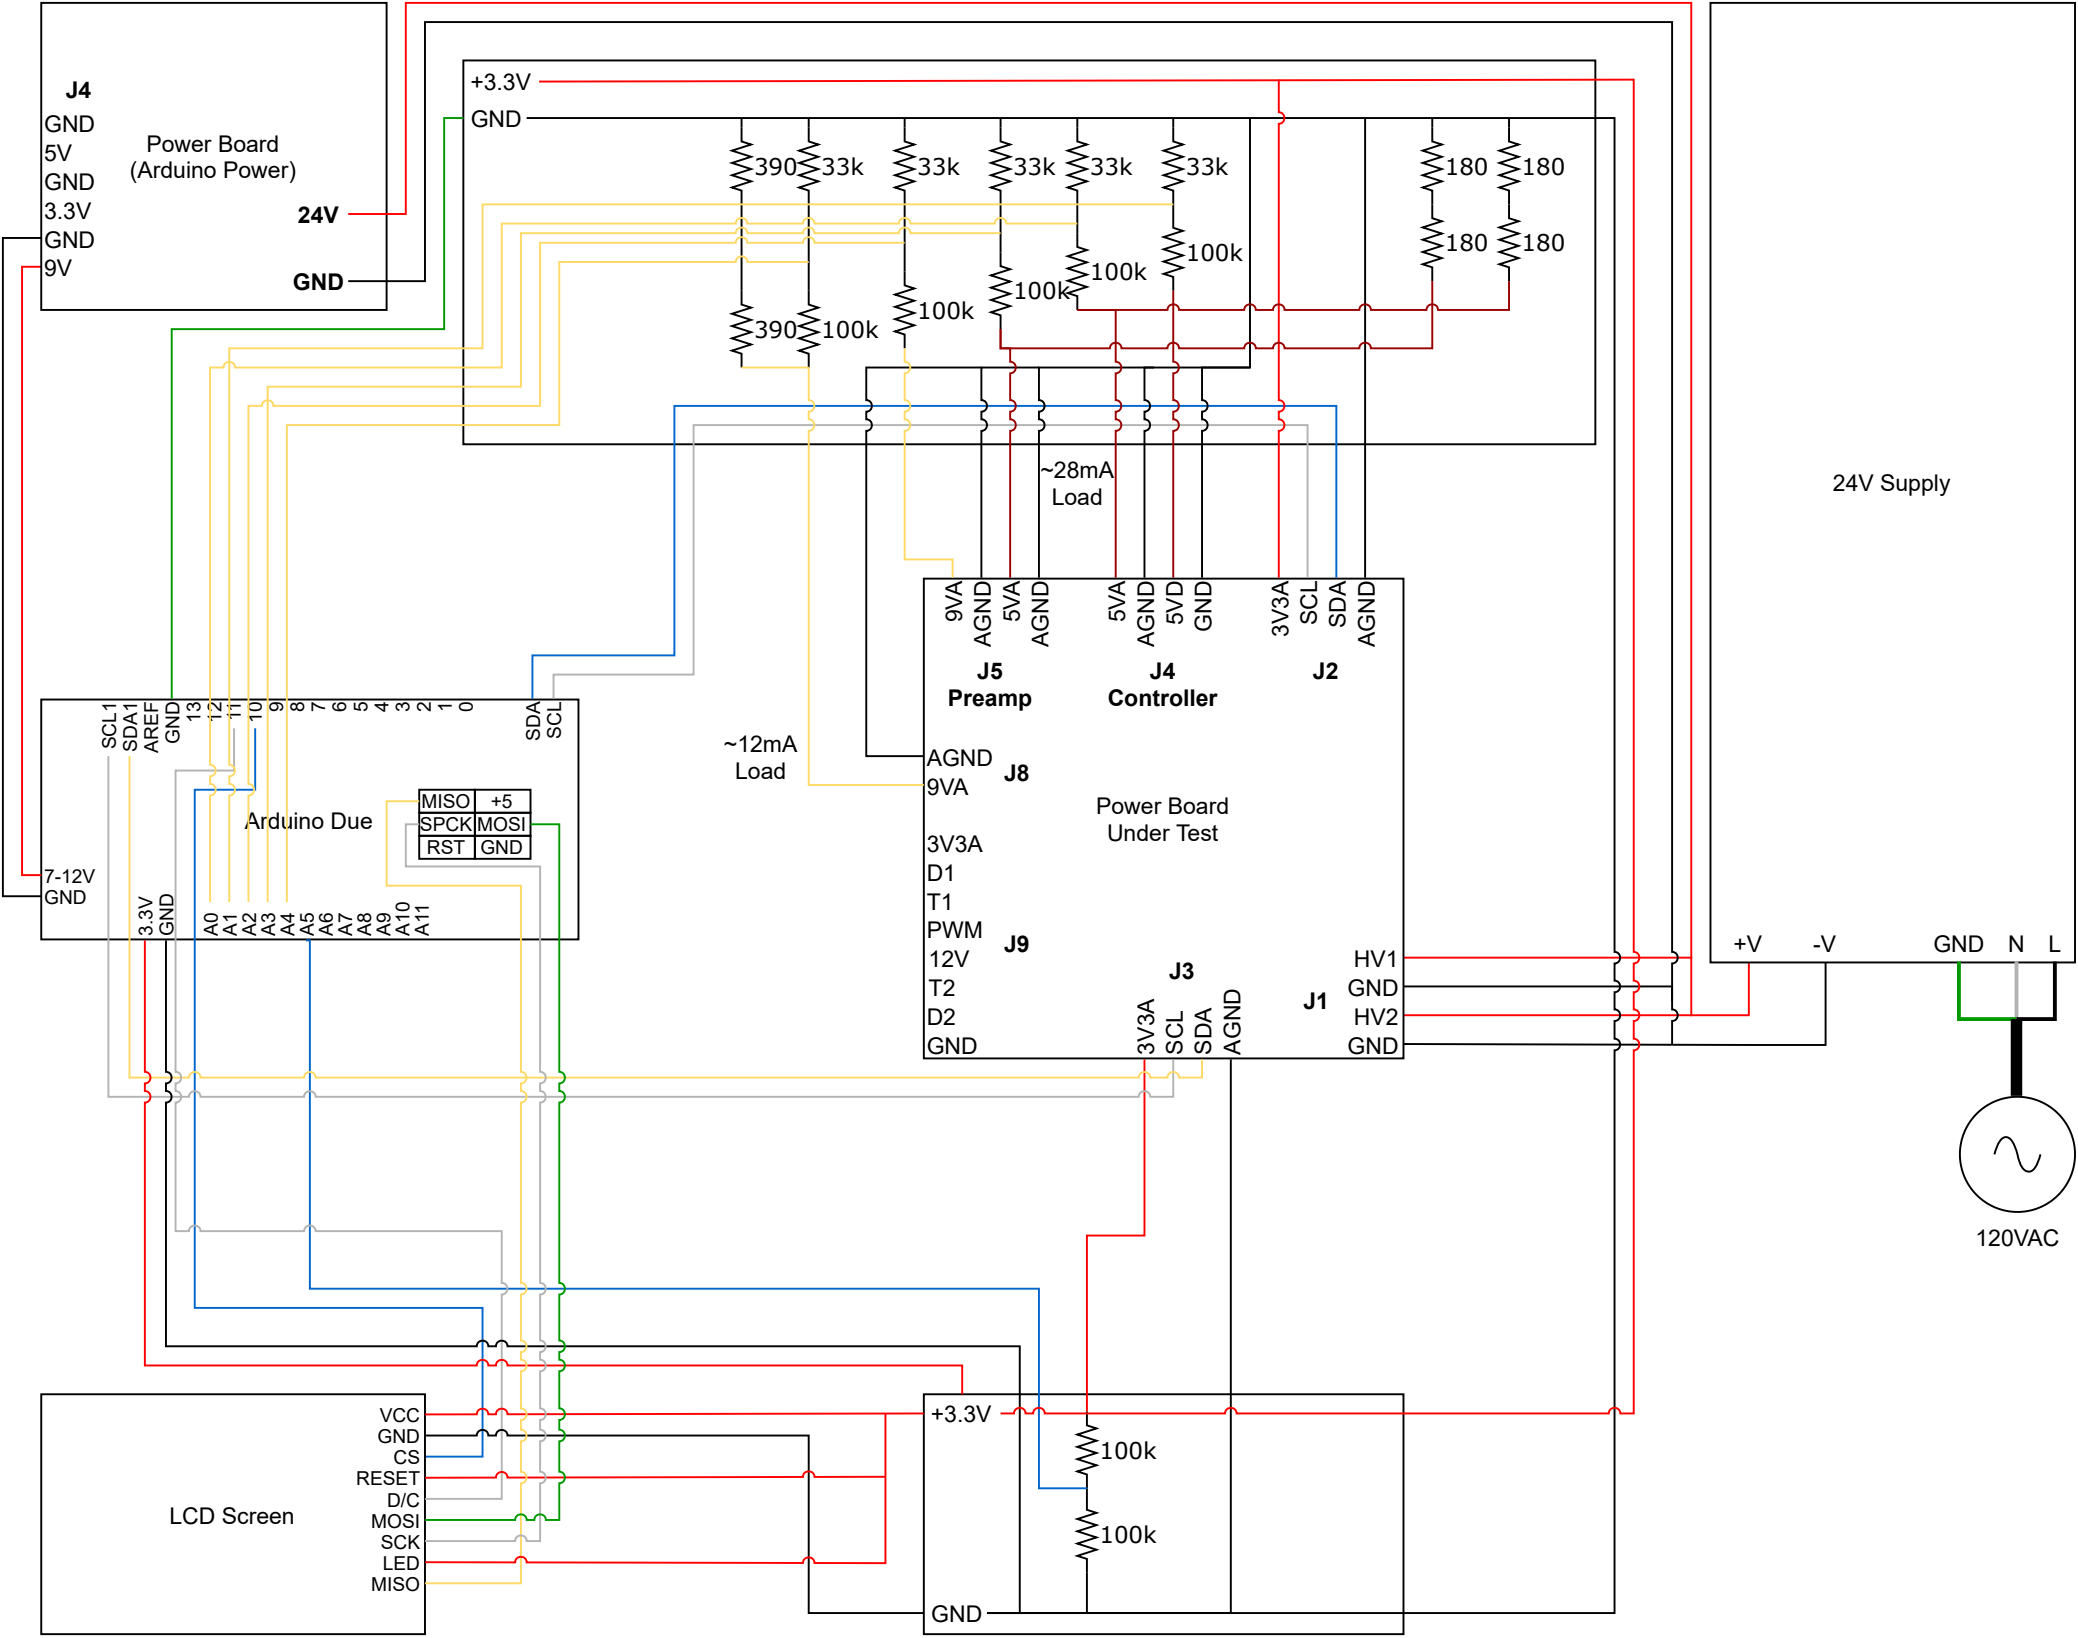 J4
GND
5V
GND
3.3V
GND
9V
Power Board
(Arduino Power)
24V
GND
+3.3V
GND
390
33k
33k
33k
33k
33k
180
180
180
180
390
100k
100k
100k
100k
100k
~28mA
Load
24V Supply
+V
-V
GND
N
L
120VAC
9VA
AGND
5VA
AGND
5VA
AGND
5VD
GND
3V3A
SCL
SDA
AGND
J5
Preamp
J4
Controller
J2
~12mA
Load
AGND
9VA
J8
Power Board
Under Test
3V3A
D1
T1
PWM
12V
T2
D2
GND
J9
J3
3V3A
SCL
SDA
AGND
J1
HV1
GND
HV2
GND
SCL1
SDA1
AREF
GND
13
12
11
10
9
8
7
6
5
4
3
2
1
0
SDA
SCL
Arduino Due
MISO
+5
SPCK
MOSI
RST
GND
7-12V
GND
3.3V
GND
A0
A1
A2
A3
A4
A5
A6
A7
A8
A9
A10
A11
LCD Screen
VCC
GND
CS
RESET
D/C
MOSI
SCK
LED
MISO
+3.3V
100k
100k
GND